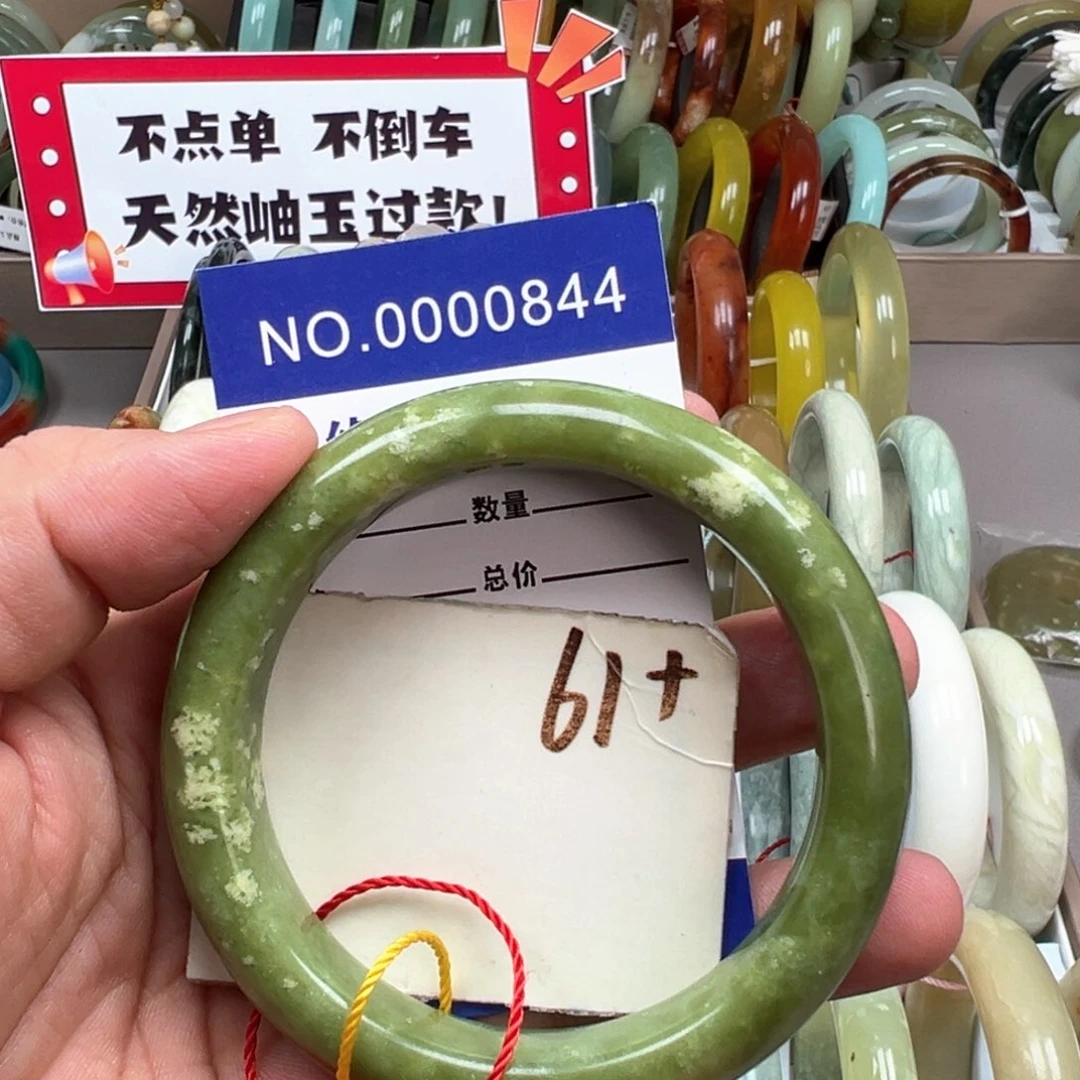 不点单 不倒车
天然岫玉过款!
NO.0000844
数量
总价
61+